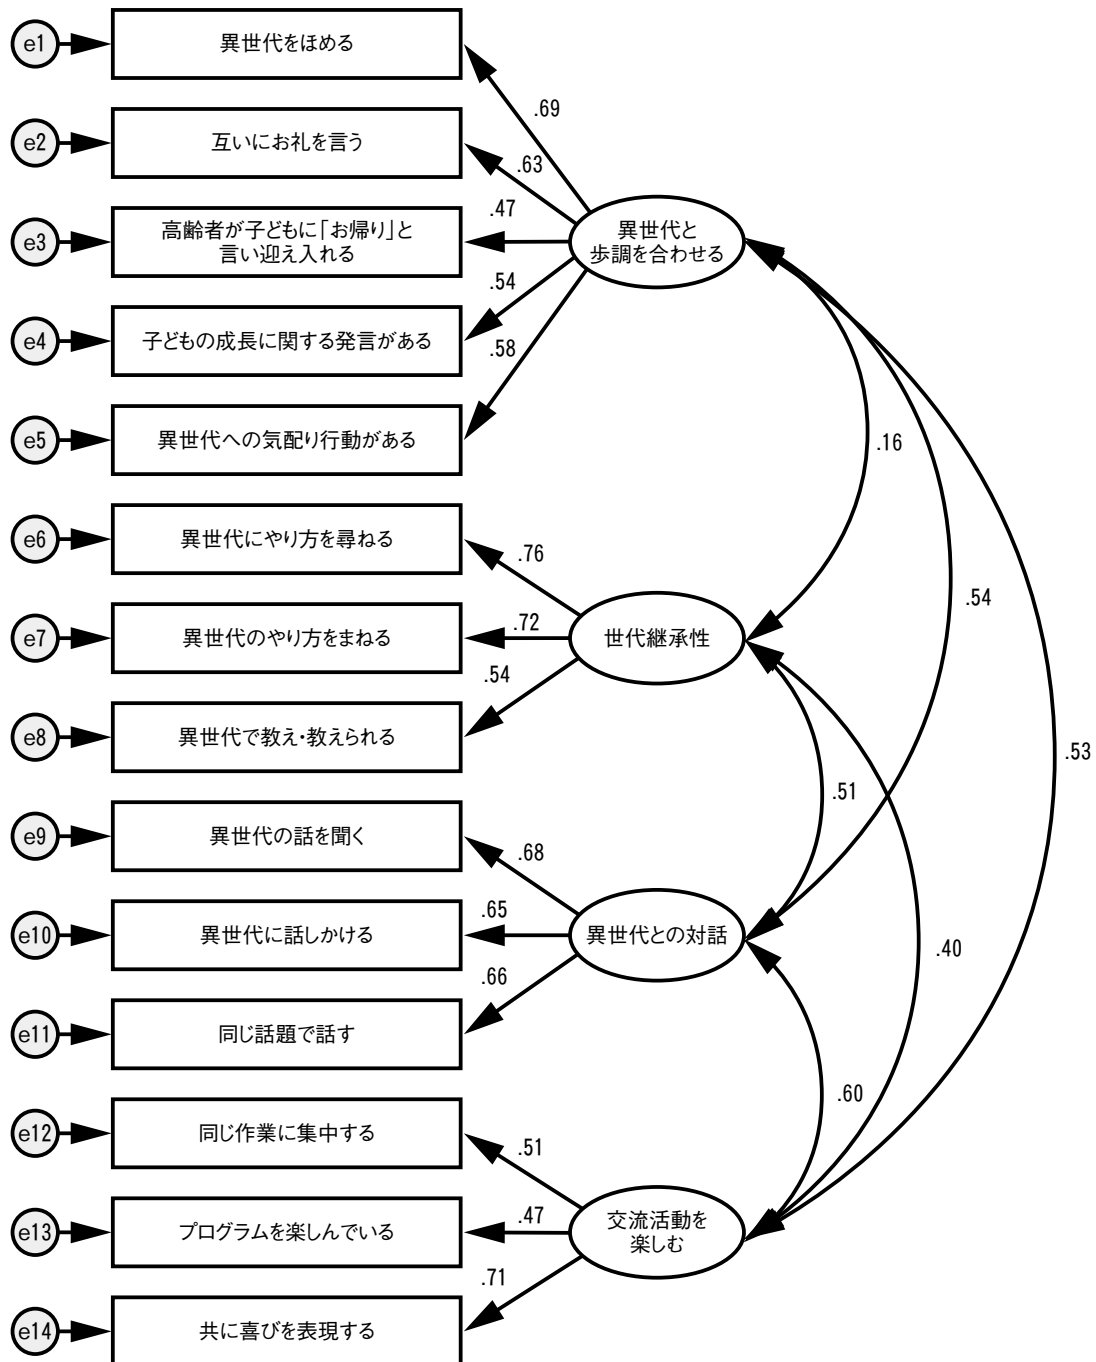 e1
異世代をほめる
.69
e2
互いにお礼を言う
.63
e3
高齢者が子どもに「お帰り」と
言い迎え入れる
.47
異世代と
歩調を合わせる
e4
子どもの成長に関する発言がある
.54
e5
異世代への気配り行動がある
.58
.16
e6
異世代にやり方を尋ねる
.76
.54
e7
異世代のやり方をまねる
.72
世代継承性
e8
異世代で教え・教えられる
.54
.53
.51
e9
異世代の話を聞く
.68
e10
異世代に話しかける
.65
異世代との対話
.40
e11
同じ話題で話す
.66
.60
e12
同じ作業に集中する
.51
e13
プログラムを楽しんでいる
.47
交流活動を
楽しむ
e14
共に喜びを表現する
.71